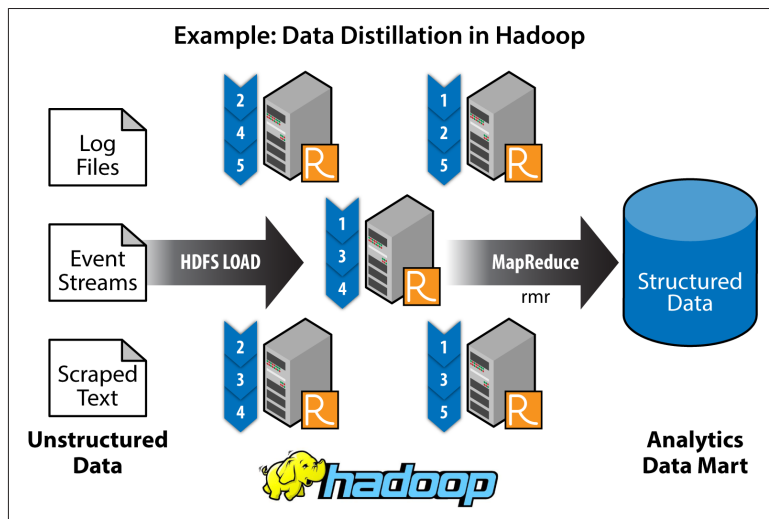 Example: Data Distillation in Hadoop
Log
Files
Event
Streams
Scraped
Text
Unstructured
Data
2
4
5
R
1
2
5
R
HDFS LOAD
1
3
4
R
MapReduce
rmr
2
3
4
R
1
3
5
R
Structured
Data
Analytics
Data Mart
hadoop